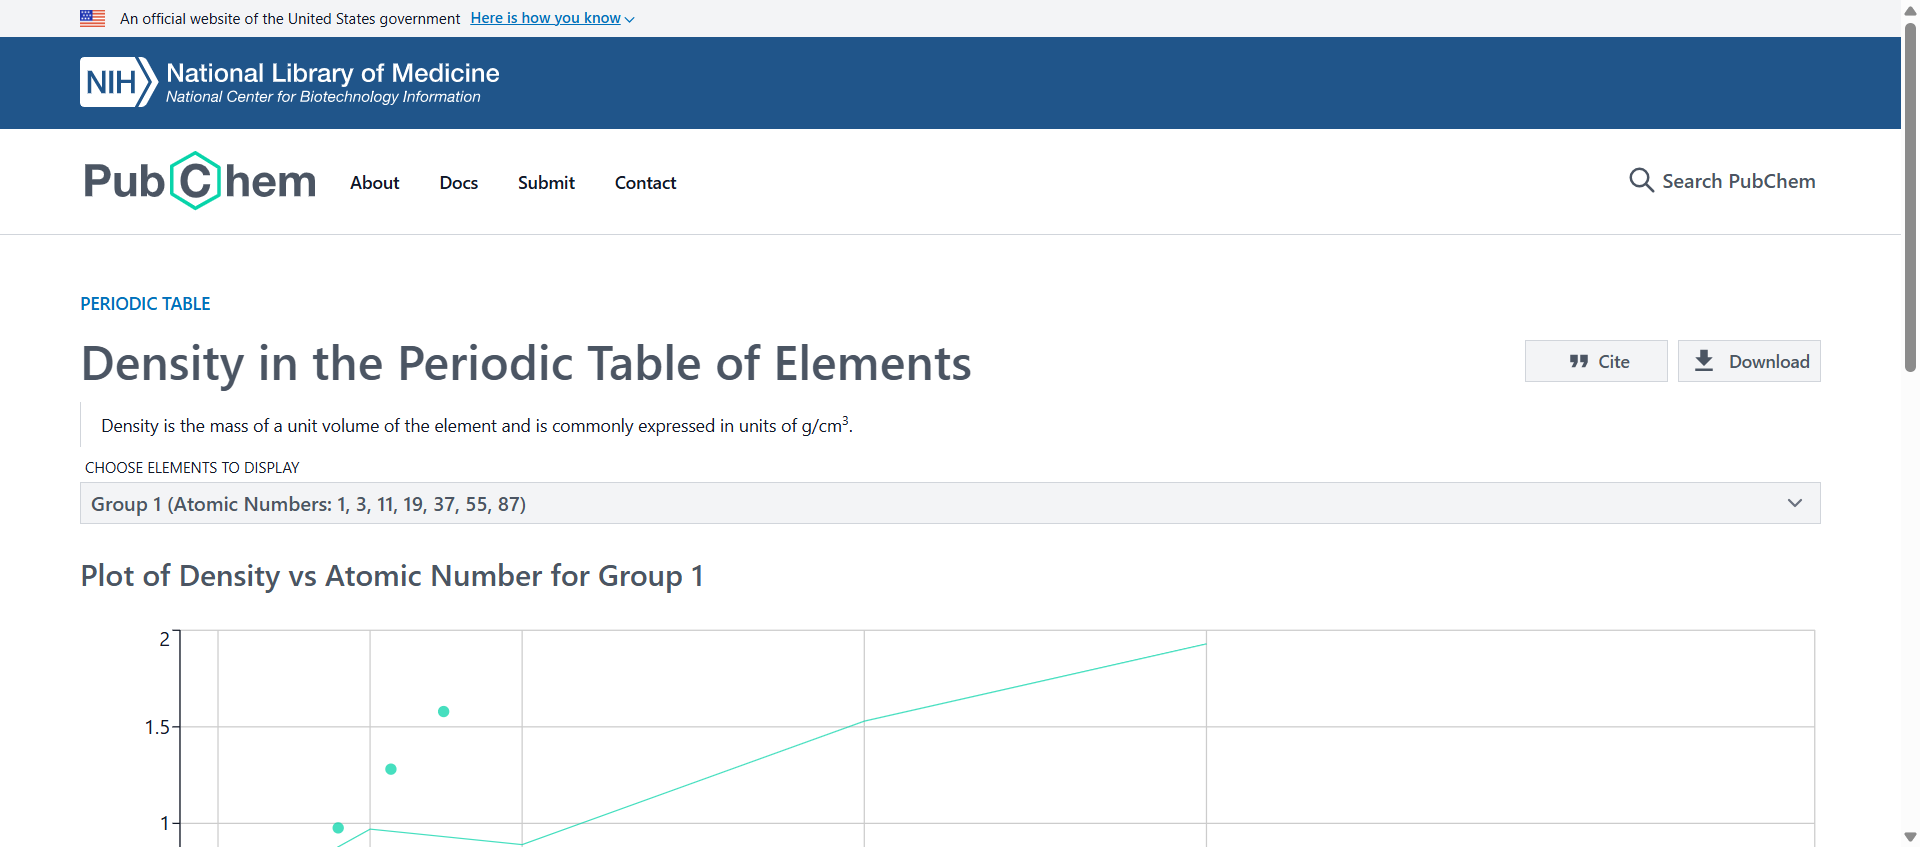 An official website of the United States government Here is how you know
NIH National Library of Medicine
National Center for Biotechnology Information
PubChem About Docs Submit Contact Search PubChem
PERIODIC TABLE
Density in the Periodic Table of Elements
Cite Download
Density is the mass of a unit volume of the element and is commonly expressed in units of g/cm³.
CHOOSE ELEMENTS TO DISPLAY
Group 1 (Atomic Numbers: 1, 3, 11, 19, 37, 55, 87)
Plot of Density vs Atomic Number for Group 1
2
1.5
1